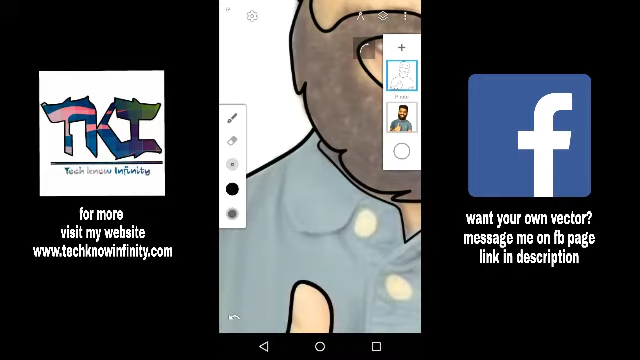 TKI
Tech know Infinity
for more
visit my website
www.techknowinfinity.com
Photo
f
want your own vector?
message me on fb page
link in description